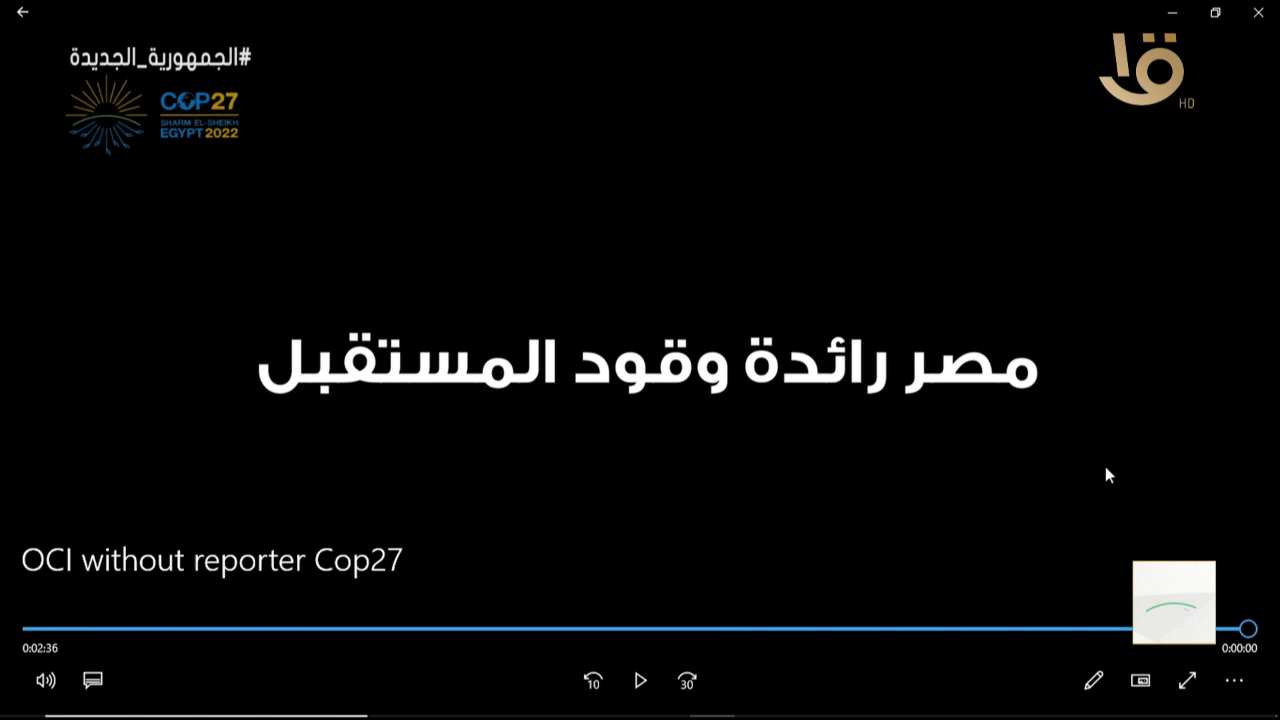 #الجمهورية_الجديدة
COP27
SHARM EL-SHEIKH
EGYPT 2022
HD
مصر رائدة وقود المستقبل
OCI without reporter Cop27
0:02:36
0:00:00
10
30